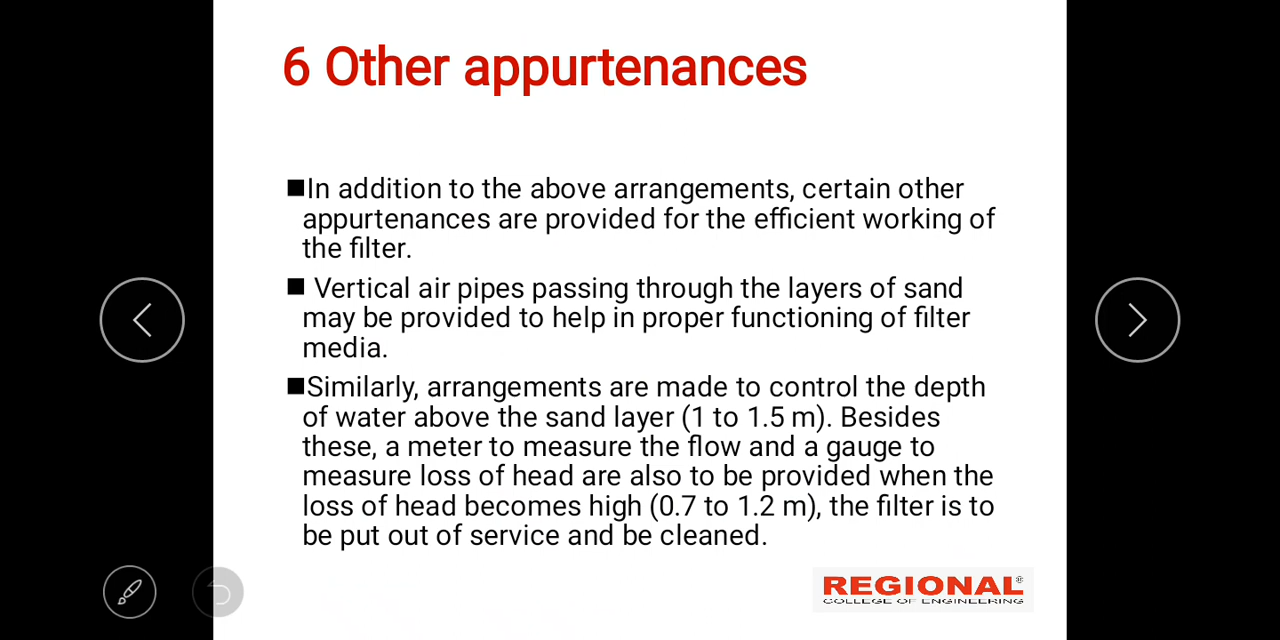 6 Other appurtenances
■In addition to the above arrangements, certain other
appurtenances are provided for the efficient working of
the filter.
■ Vertical air pipes passing through the layers of sand
may be provided to help in proper functioning of filter
media.
■Similarly, arrangements are made to control the depth
of water above the sand layer (1 to 1.5 m). Besides
these, a meter to measure the flow and a gauge to
measure loss of head are also to be provided when the
loss of head becomes high (0.7 to 1.2 m), the filter is to
be put out of service and be cleaned.
REGIONAL®
COLLEGE OF ENGINEERING